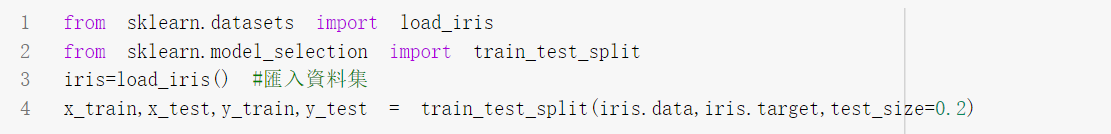 1 from sklearn.datasets import load_iris
2 from sklearn.model_selection import train_test_split
3 iris=load_iris() #匯入資料集
4 x_train,x_test,y_train,y_test = train_test_split(iris.data,iris.target,test_size=0.2)